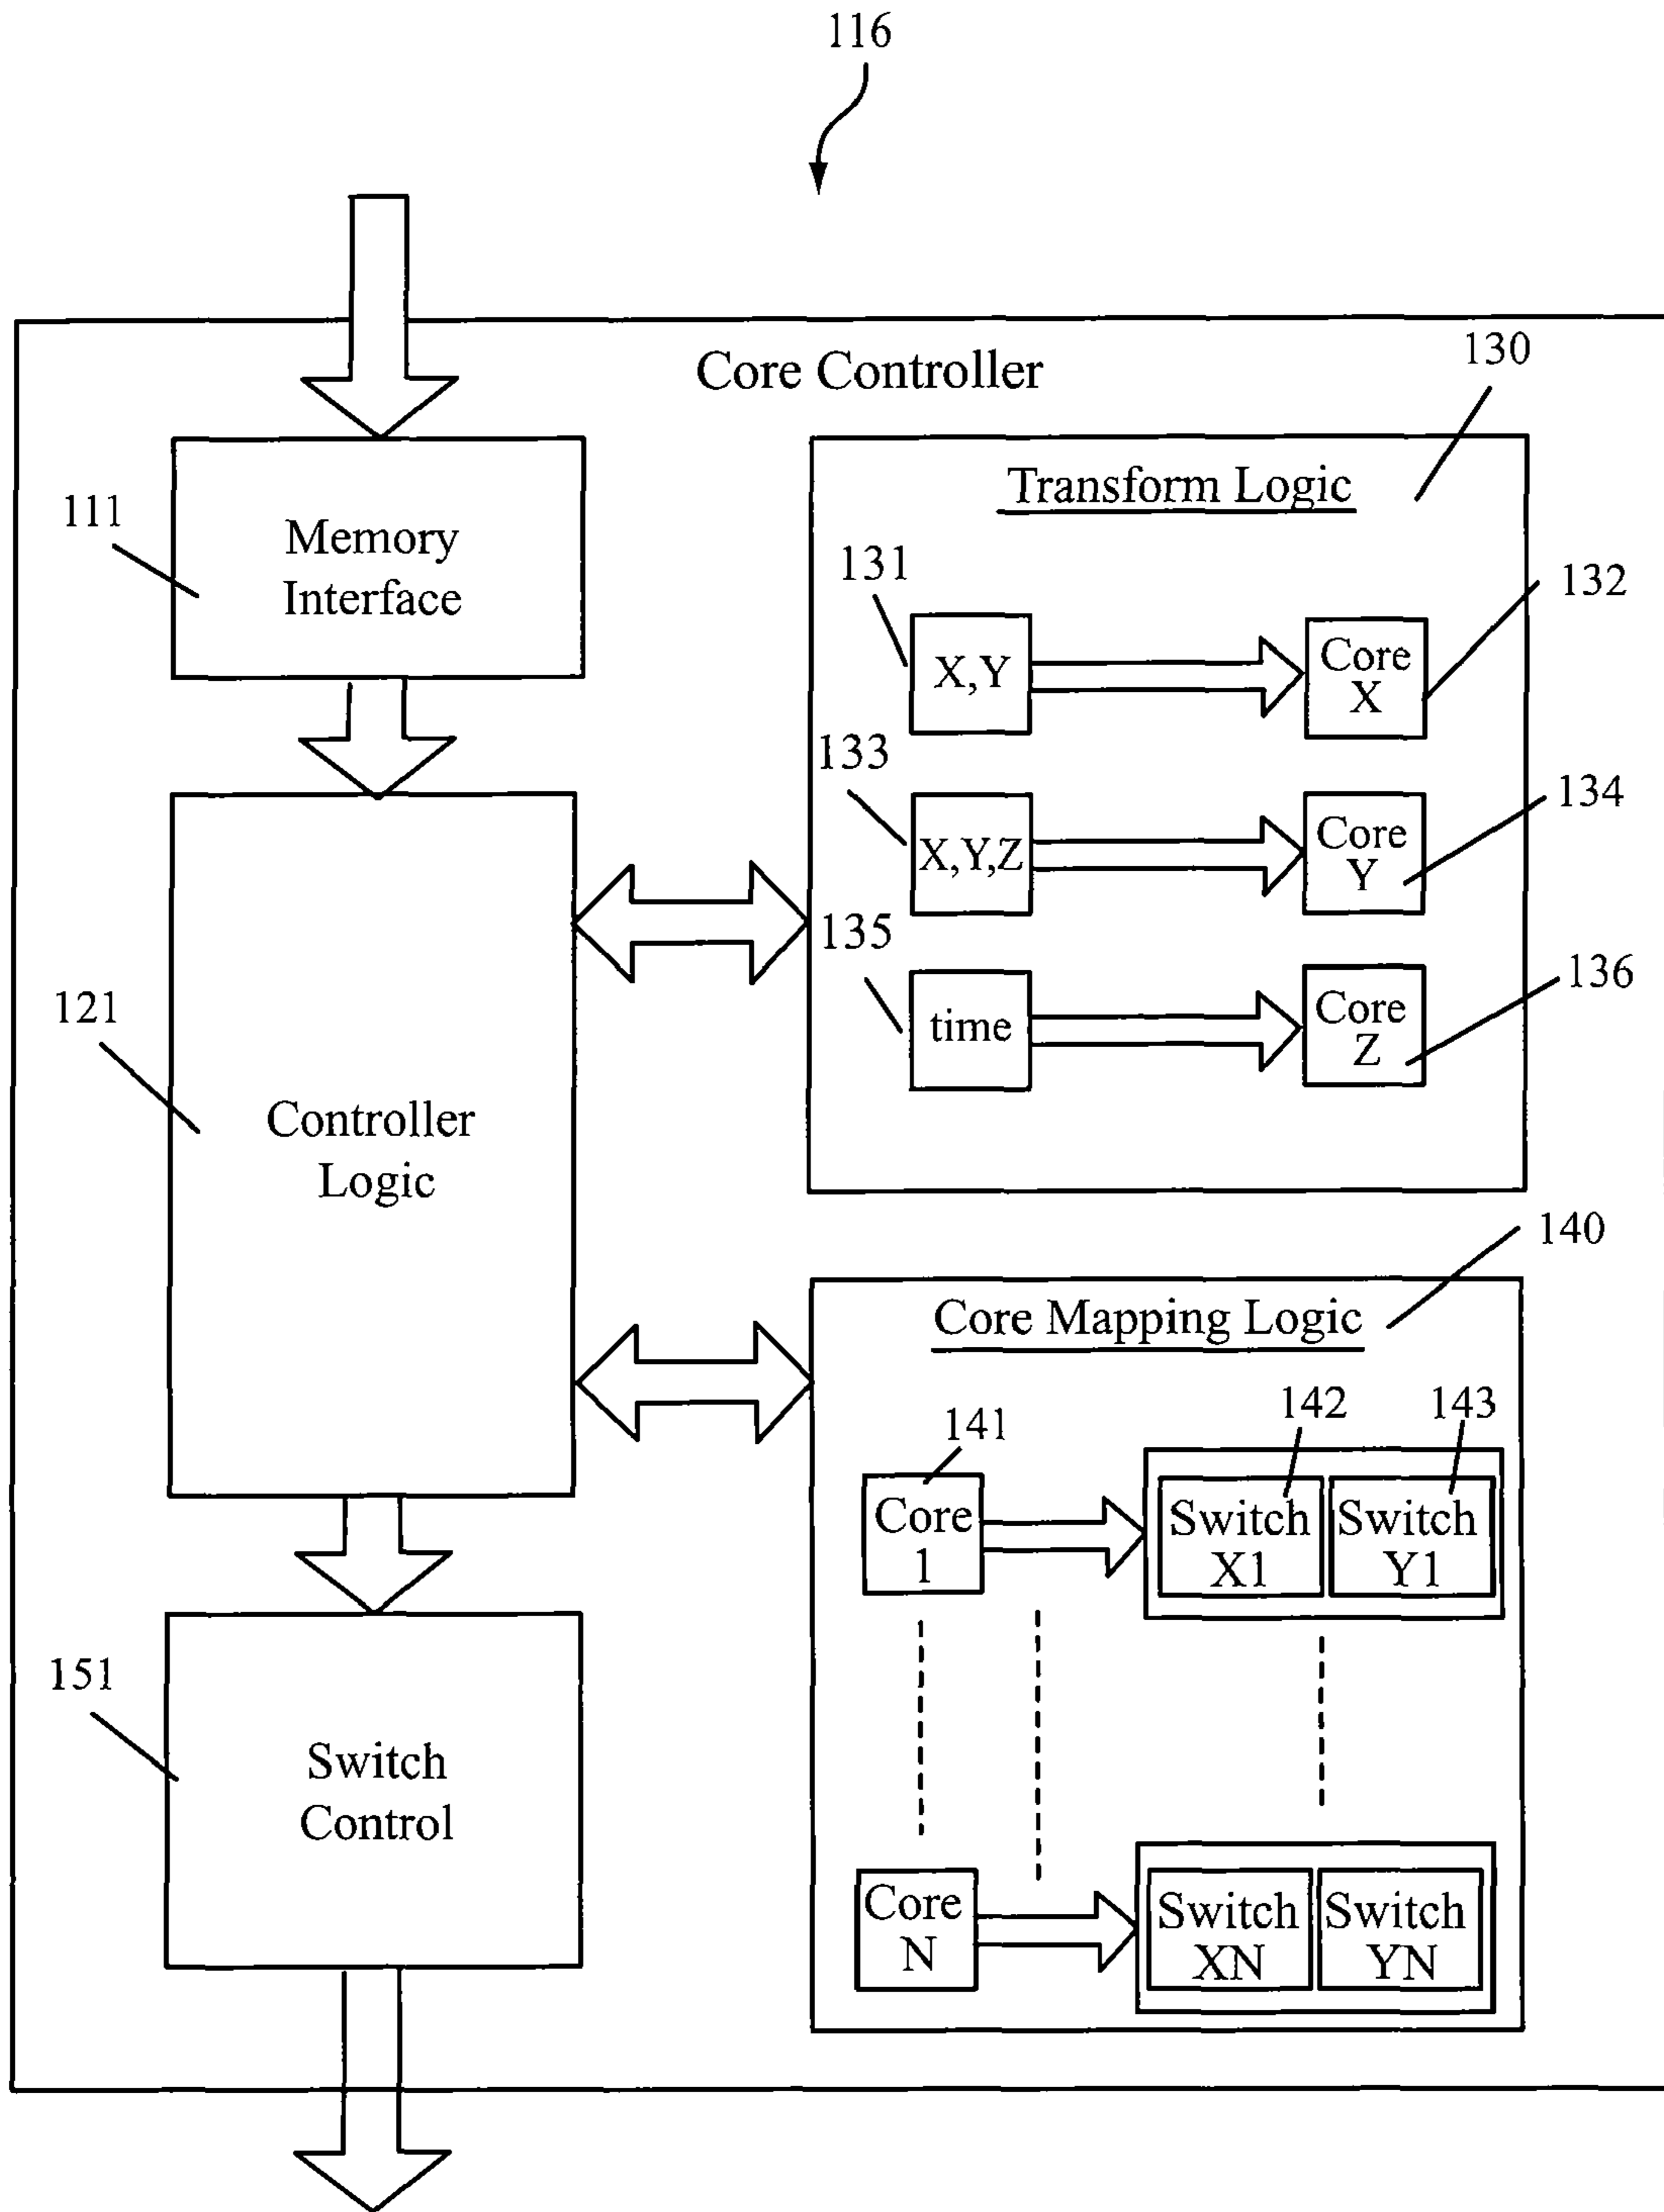 116
Core Controller
130
Transform Logic
111
Memory
Interface
131
132
X,Y
Core
X
133
134
X,Y,Z
Core
Y
135
136
time
Core
Z
121
Controller
Logic
140
Core Mapping Logic
141
142
143
Core
1
Switch
X1
Switch
Y1
151
Switch
Control
Core
N
Switch
XN
Switch
YN